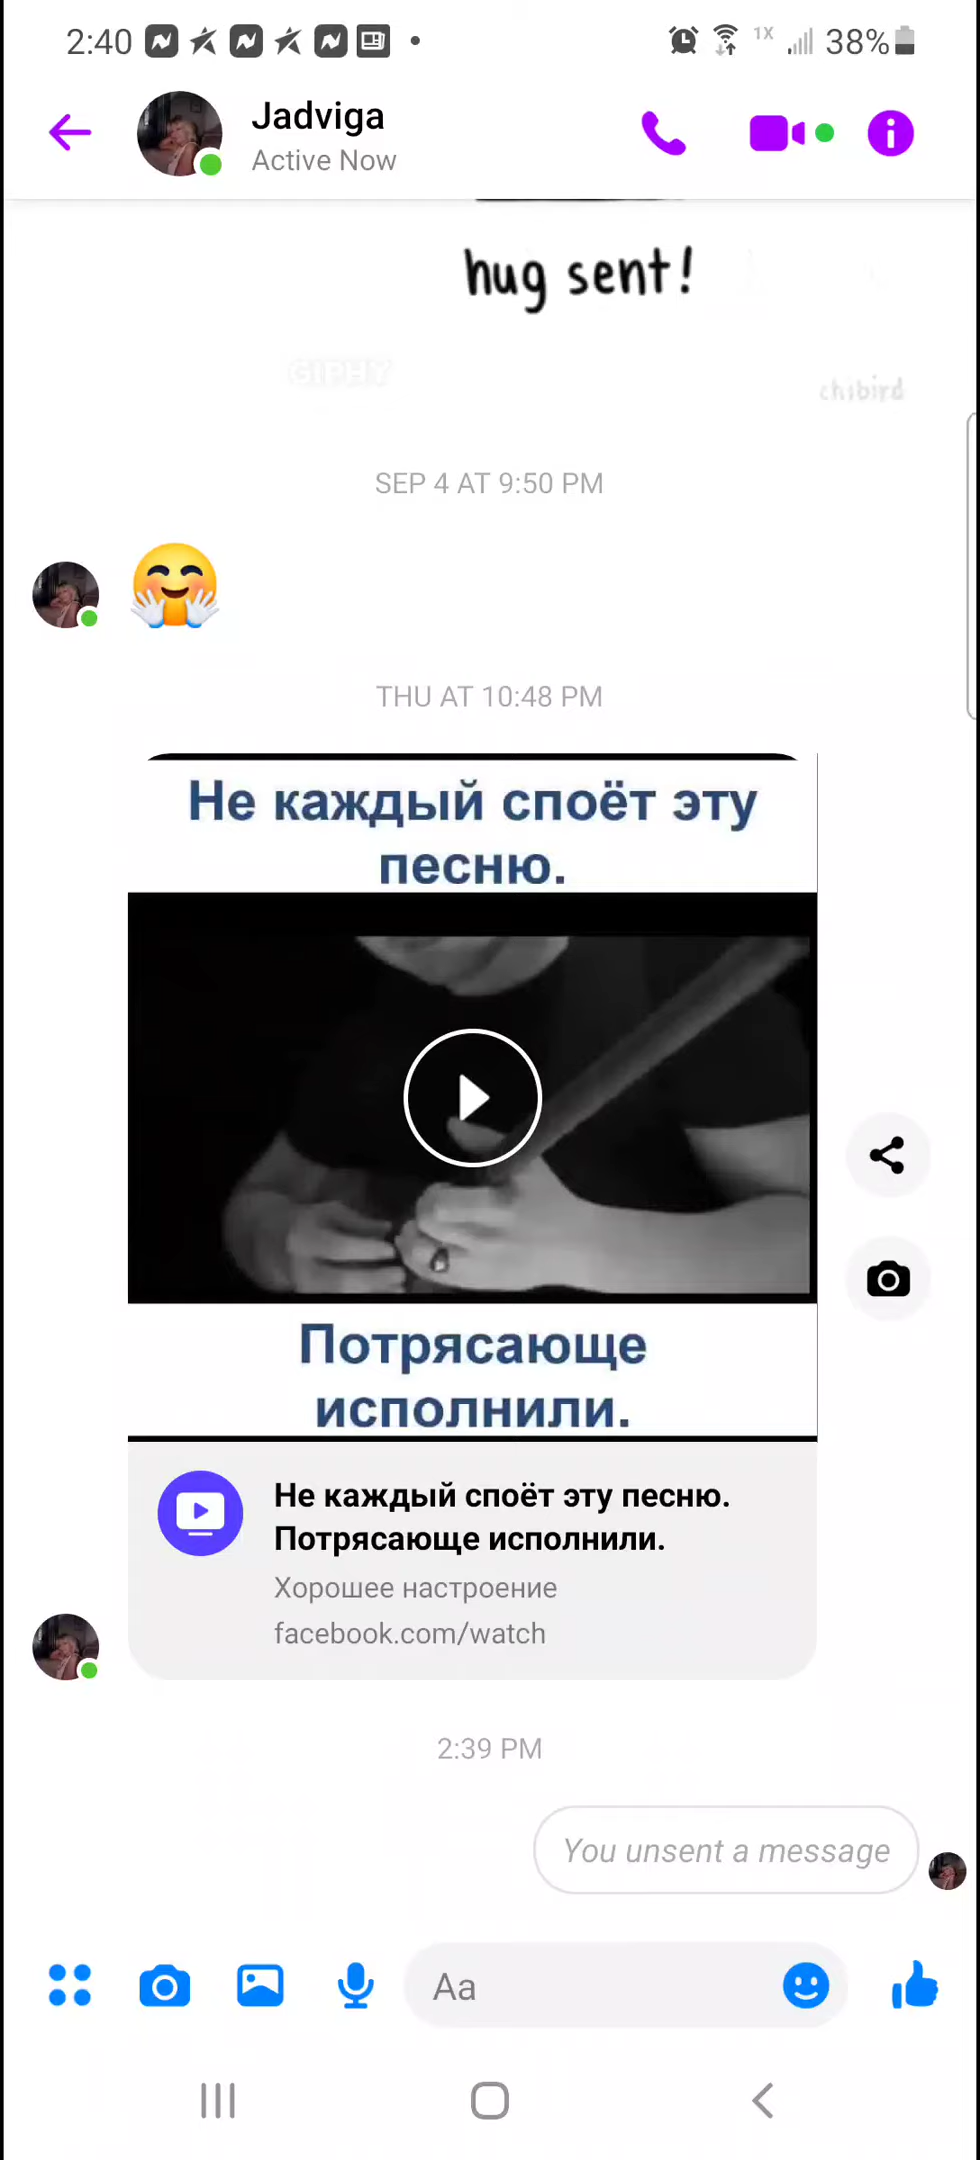 2:40
1X
38%
Jadviga
Active Now
hug sent!
GIPHY
chibird
SEP 4 AT 9:50 PM
THU AT 10:48 PM
Не каждый споёт эту
песню.
Потрясающе
исполнили.
Не каждый споёт эту песню.
Потрясающе исполнили.
Хорошее настроение
facebook.com/watch
2:39 PM
You unsent a message
Aa